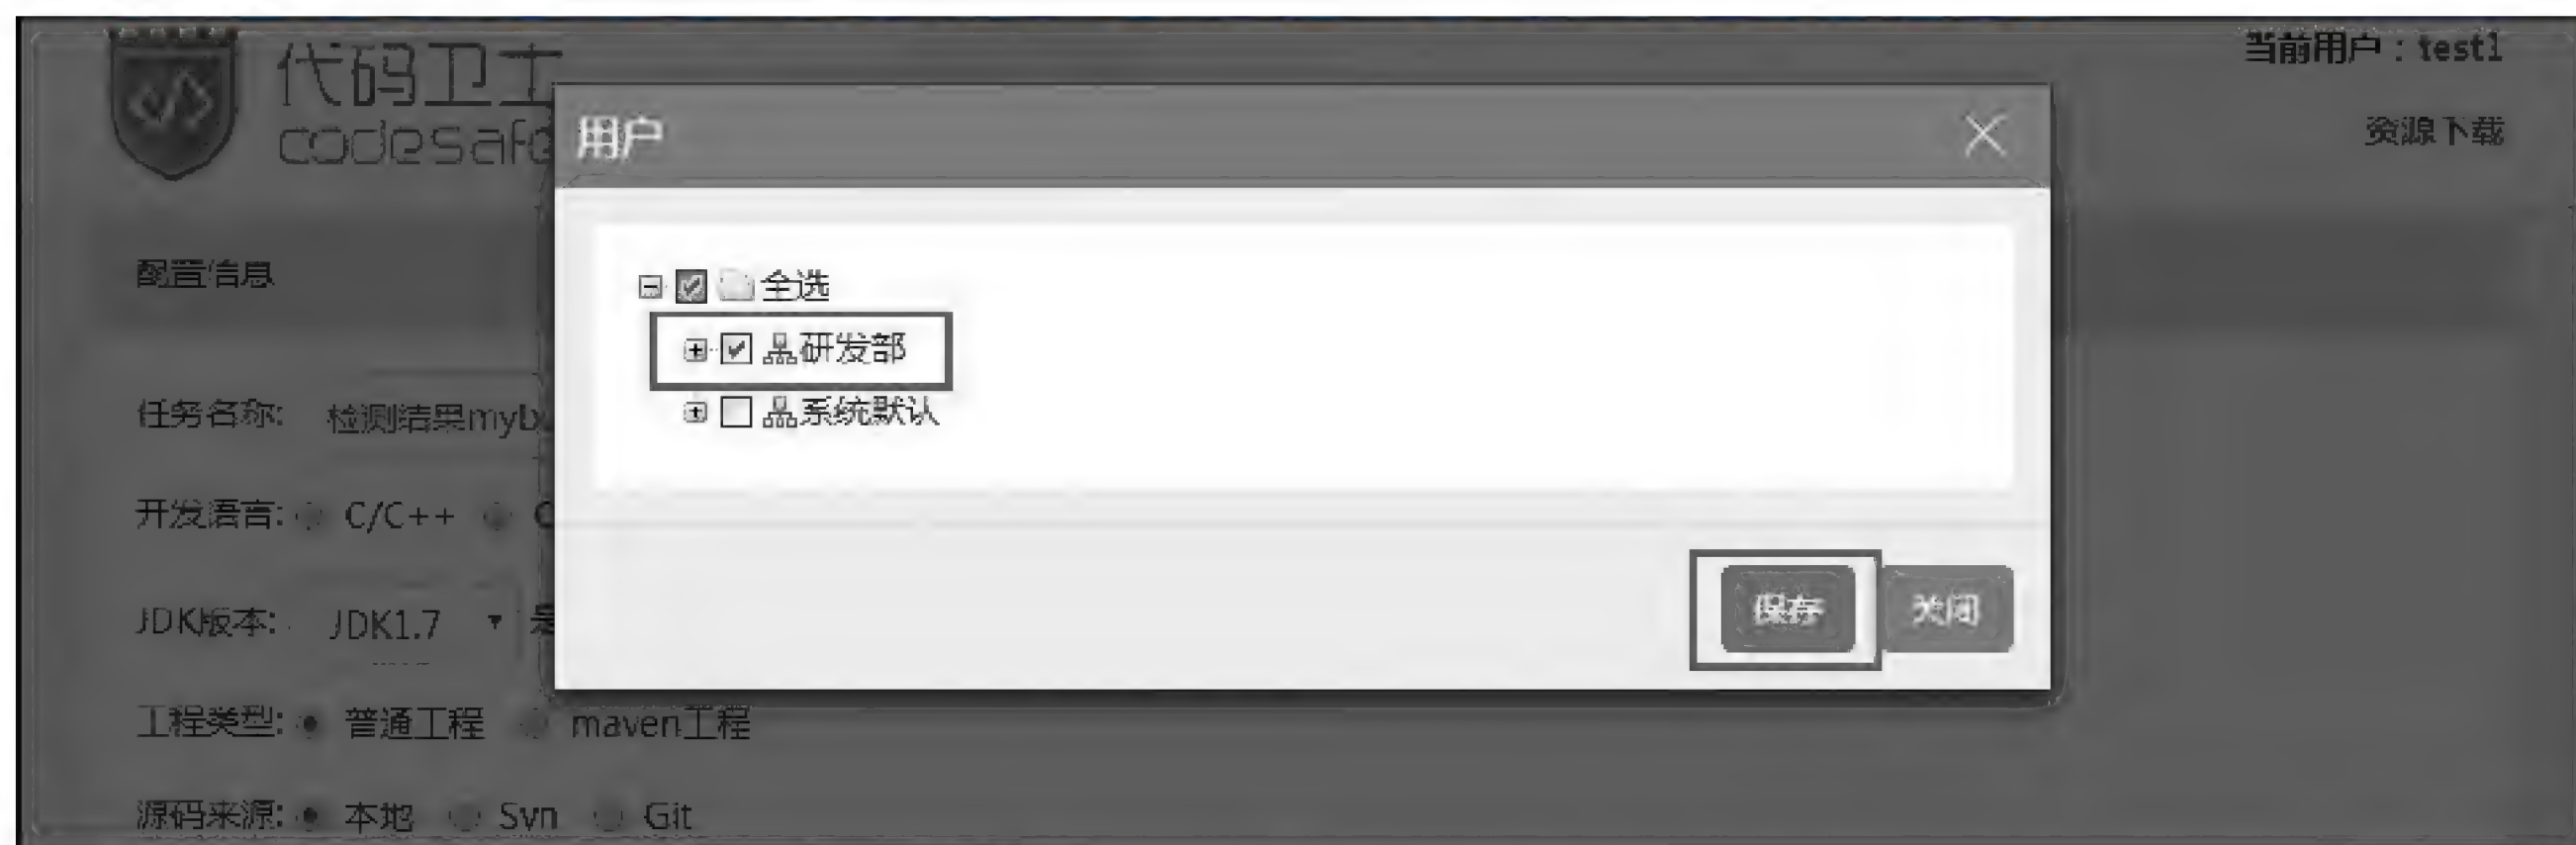 代码卫士
codesafe
当前用户：test1
资源下载
用户
全选
研发部
系统默认
保存 关闭
配置信息
任务名称: 检测结果myb
开发语言: C/C++ C
JDK版本: JDK1.7 是
工程类型: 普通工程 maven工程
源码来源: 本地 Svn Git